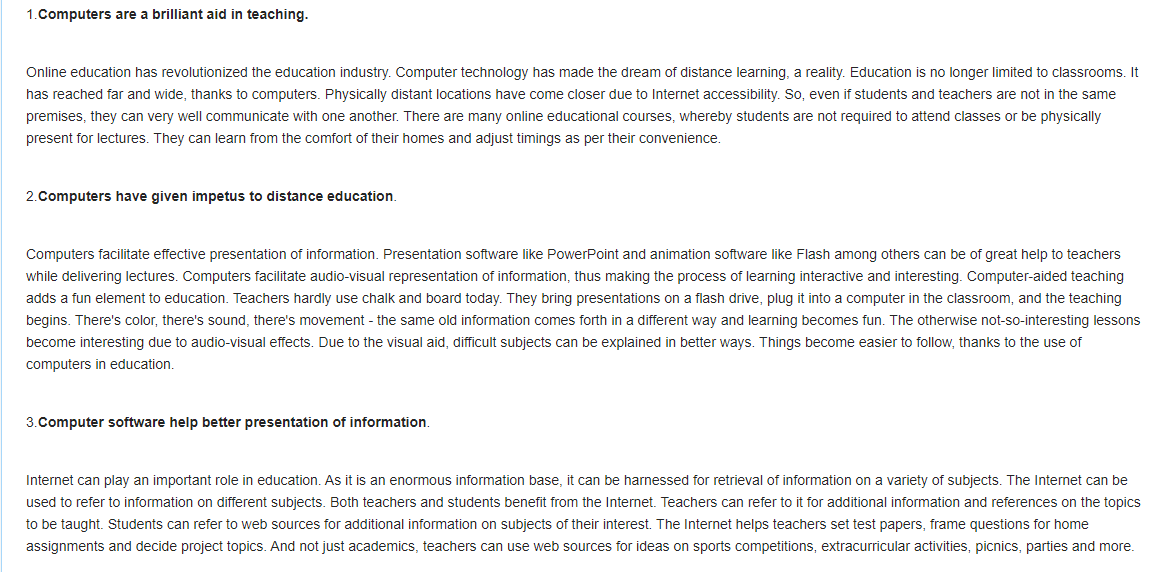 1.Computers are a brilliant aid in teaching.
Online education has revolutionized the education industry. Computer technology has made the dream of distance learning, a reality. Education is no longer limited to classrooms. It
has reached far and wide, thanks to computers. Physically distant locations have come closer due to Internet accessibility. So, even if students and teachers are not in the same
premises, they can very well communicate with one another. There are many online educational courses, whereby students are not required to attend classes or be physically
present for lectures. They can learn from the comfort of their homes and adjust timings as per their convenience.
2.Computers have given impetus to distance education.
Computers facilitate effective presentation of information. Presentation software like PowerPoint and animation software like Flash among others can be of great help to teachers
while delivering lectures. Computers facilitate audio-visual representation of information, thus making the process of learning interactive and interesting. Computer-aided teaching
adds a fun element to education. Teachers hardly use chalk and board today. They bring presentations on a flash drive, plug it into a computer in the classroom, and the teaching
begins. There's color, there's sound, there's movement - the same old information comes forth in a different way and learning becomes fun. The otherwise not-so-interesting lessons
become interesting due to audio-visual effects. Due to the visual aid, difficult subjects can be explained in better ways. Things become easier to follow, thanks to the use of
computers in education.
3.Computer software help better presentation of information.
Internet can play an important role in education. As it is an enormous information base, it can be harnessed for retrieval of information on a variety of subjects. The Internet can be
used to refer to information on different subjects. Both teachers and students benefit from the Internet. Teachers can refer to it for additional information and references on the topics
to be taught. Students can refer to web sources for additional information on subjects of their interest. The Internet helps teachers set test papers, frame questions for home
assignments and decide project topics. And not just academics, teachers can use web sources for ideas on sports competitions, extracurricular activities, picnics, parties and more.